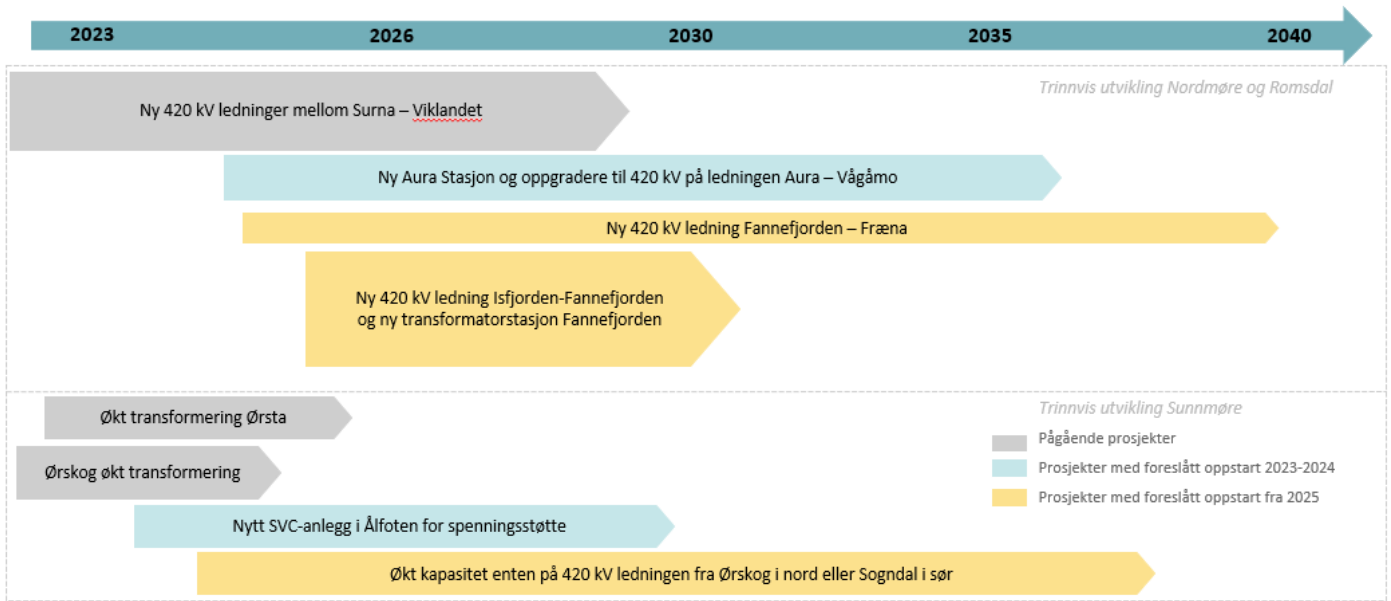 2023 2026 2030 2035 2040
Trinnvis utvikling Nordmøre og Romsdal
Ny 420 kV ledninger mellom Surna – Viklandet
Ny Aura Stasjon og oppgradere til 420 kV på ledningen Aura – Vågåmo
Ny 420 kV ledning Fannefjorden – Fræna
Ny 420 kV ledning Isfjorden-Fannefjorden
og ny transformatorstasjon Fannefjorden
Økt transformering Ørsta
Ørskog økt transformering
Nytt SVC-anlegg i Ålfoten for spenningsstøtte
Økt kapasitet enten på 420 kV ledningen fra Ørskog i nord eller Sogndal i sør
Trinnvis utvikling Sunnmøre
Pågående prosjekter
Prosjekter med foreslått oppstart 2023-2024
Prosjekter med foreslått oppstart fra 2025